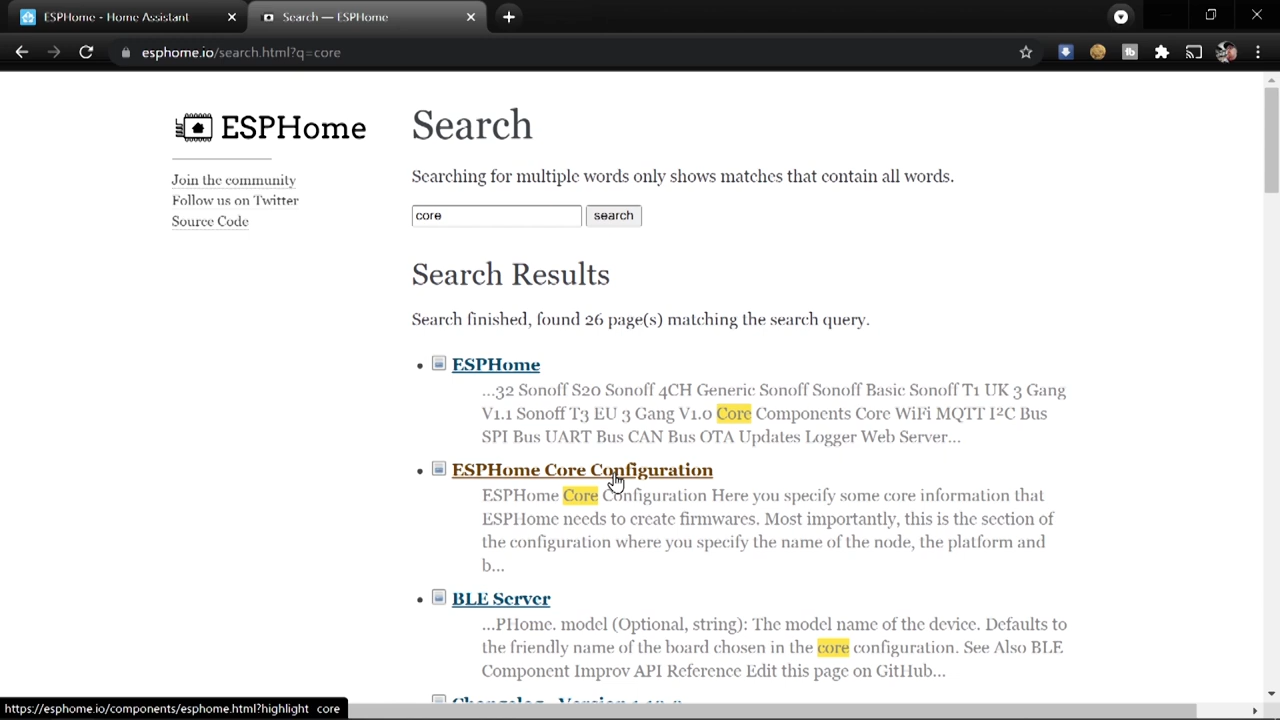 ESPHome - Home Assistant
Search — ESPHome
esphome.io/search.html?q=core
ESPHome
Join the community
Follow us on Twitter
Source Code
Search
Searching for multiple words only shows matches that contain all words.
core
search
Search Results
Search finished, found 26 page(s) matching the search query.
ESPHome
...32 Sonoff S20 Sonoff 4CH Generic Sonoff Sonoff Basic Sonoff T1 UK 3 Gang
V1.1 Sonoff T3 EU 3 Gang V1.0 Core Components Core WiFi MQTT I²C Bus
SPI Bus UART Bus CAN Bus OTA Updates Logger Web Server...
ESPHome Core Configuration
ESPHome Core Configuration Here you specify some core information that
ESPHome needs to create firmwares. Most importantly, this is the section of
the configuration where you specify the name of the node, the platform and
b...
BLE Server
...PHome. model (Optional, string): The model name of the device. Defaults to
the friendly name of the board chosen in the core configuration. See Also BLE
Component Improv API Reference Edit this page on GitHub...
https://esphome.io/components/esphome.html?highlight core